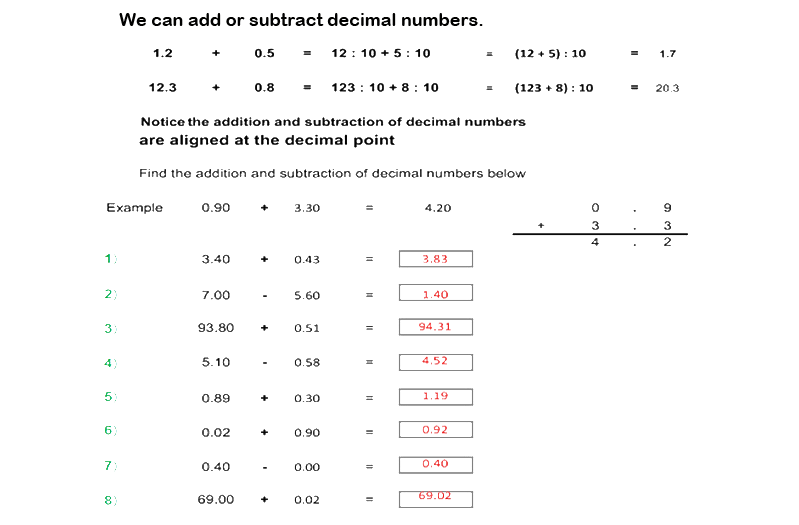 We can add or subtract decimal numbers.
1.2 + 0.5 = 12 : 10 + 5 : 10 = (12 + 5) : 10 = 1.7
12.3 + 0.8 = 123 : 10 + 8 : 10 = (123 + 8) : 10 = 20.3
Notice the addition and subtraction of decimal numbers
are aligned at the decimal point
Find the addition and subtraction of decimal numbers below
Example 0.90 + 3.30 = 4.20
0 . 9
+ 3 . 3
4 . 2
1) 3.40 + 0.43 = 3.83
2) 7.00 - 5.60 = 1.40
3) 93.80 + 0.51 = 94.31
4) 5.10 - 0.58 = 4.52
5) 0.89 + 0.30 = 1.19
6) 0.02 + 0.90 = 0.92
7) 0.40 - 0.00 = 0.40
8) 69.00 + 0.02 = 69.02